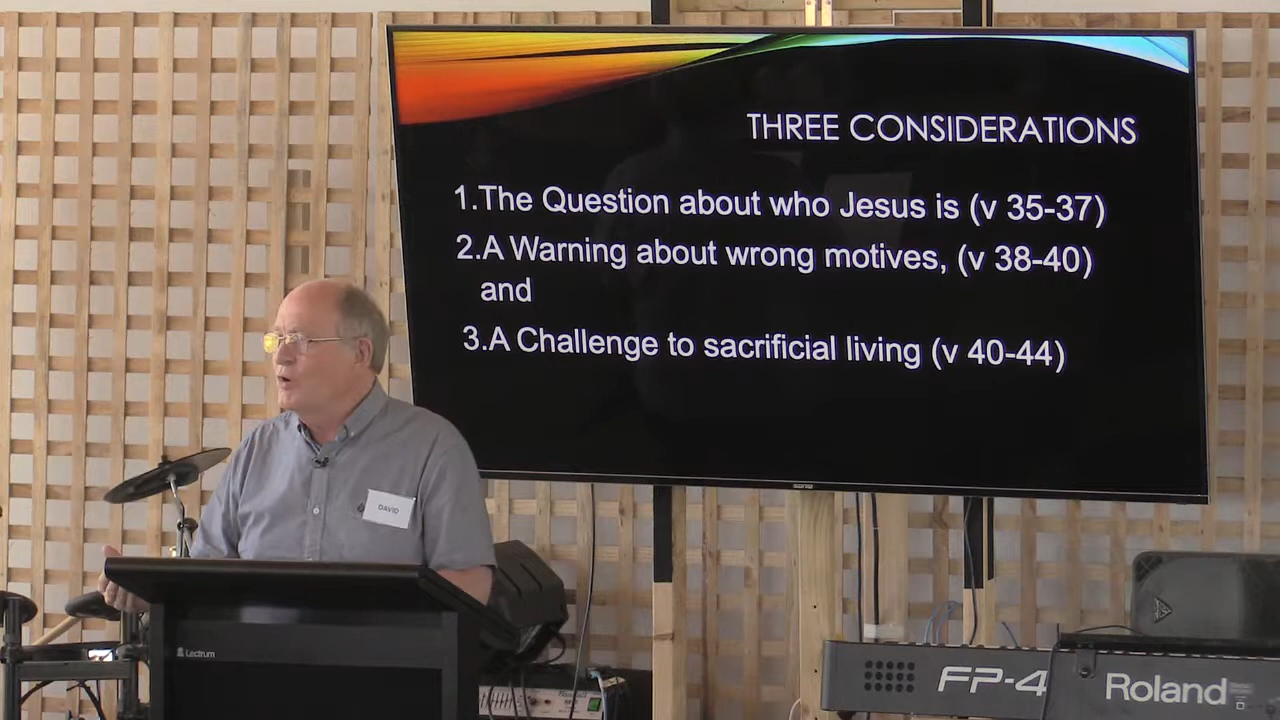 THREE CONSIDERATIONS
1.The Question about who Jesus is (v 35-37)
2.A Warning about wrong motives, (v 38-40)
and
3.A Challenge to sacrificial living (v 40-44)
DAVID
Lectrum
FP-4
Roland